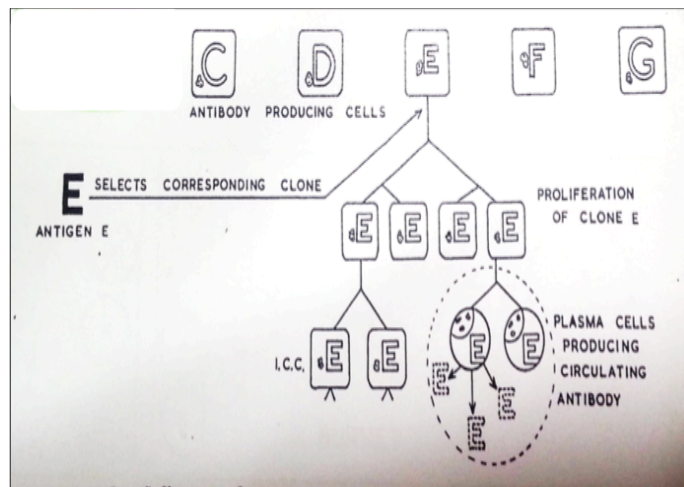 C D E F G
ANTIBODY PRODUCING CELLS
E SELECTS CORRESPONDING CLONE
ANTIGEN E
PROLIFERATION
OF CLONE E
E E E E
I.C.C. E E
E E
PLASMA CELLS
PRODUCING
CIRCULATING
ANTIBODY
E E E